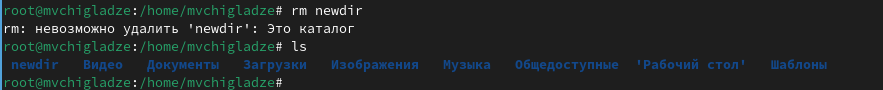 root@mvchigladze:/home/mvchigladze# rm newdir
rm: невозможно удалить 'newdir': Это каталог
root@mvchigladze:/home/mvchigladze# ls
newdir Видео Документы Загрузки Изображения Музыка Общедоступные 'Рабочий стол' Шаблоны
root@mvchigladze:/home/mvchigladze#